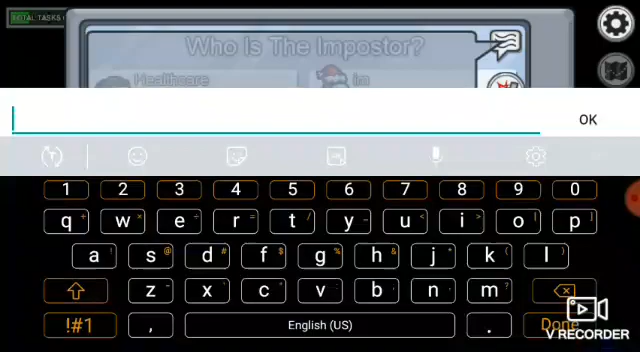 TOTAL TASKS
Who Is The Impostor?
Healthcare
Im
OK
1 2 3 4 5 6 7 8 9 0
q w e r t y u i o p
a s d f g h j k l
z x c v b n m
!#1 , English (US) . Done
V RECORDER